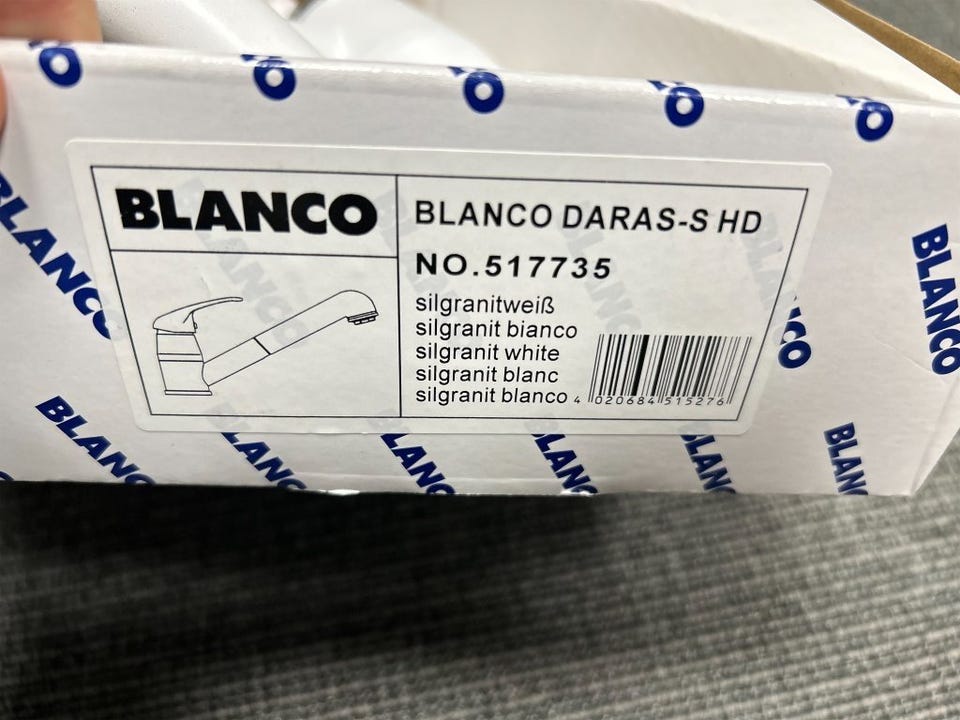 BLANCO
BLANCO DARAS-S HD
NO.517735
silgranitweiß
silgranit bianco
silgranit white
silgranit blanc
silgranit blanco
4 020684 515276
BLANCO
BLANCO
BLANCO